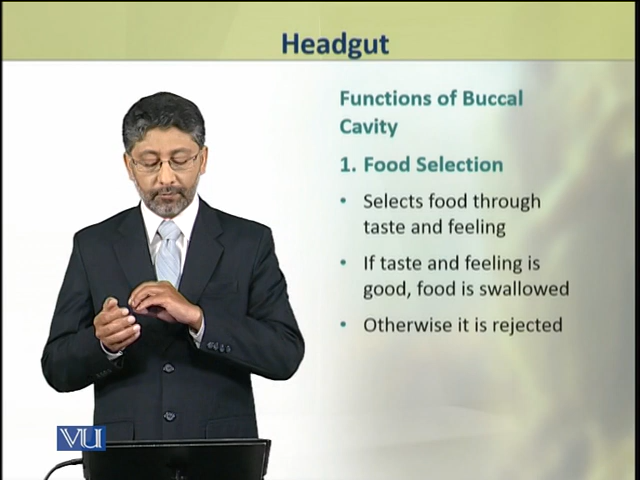 Headgut
Functions of Buccal
Cavity
1. Food Selection
• Selects food through
taste and feeling
• If taste and feeling is
good, food is swallowed
• Otherwise it is rejected
VU